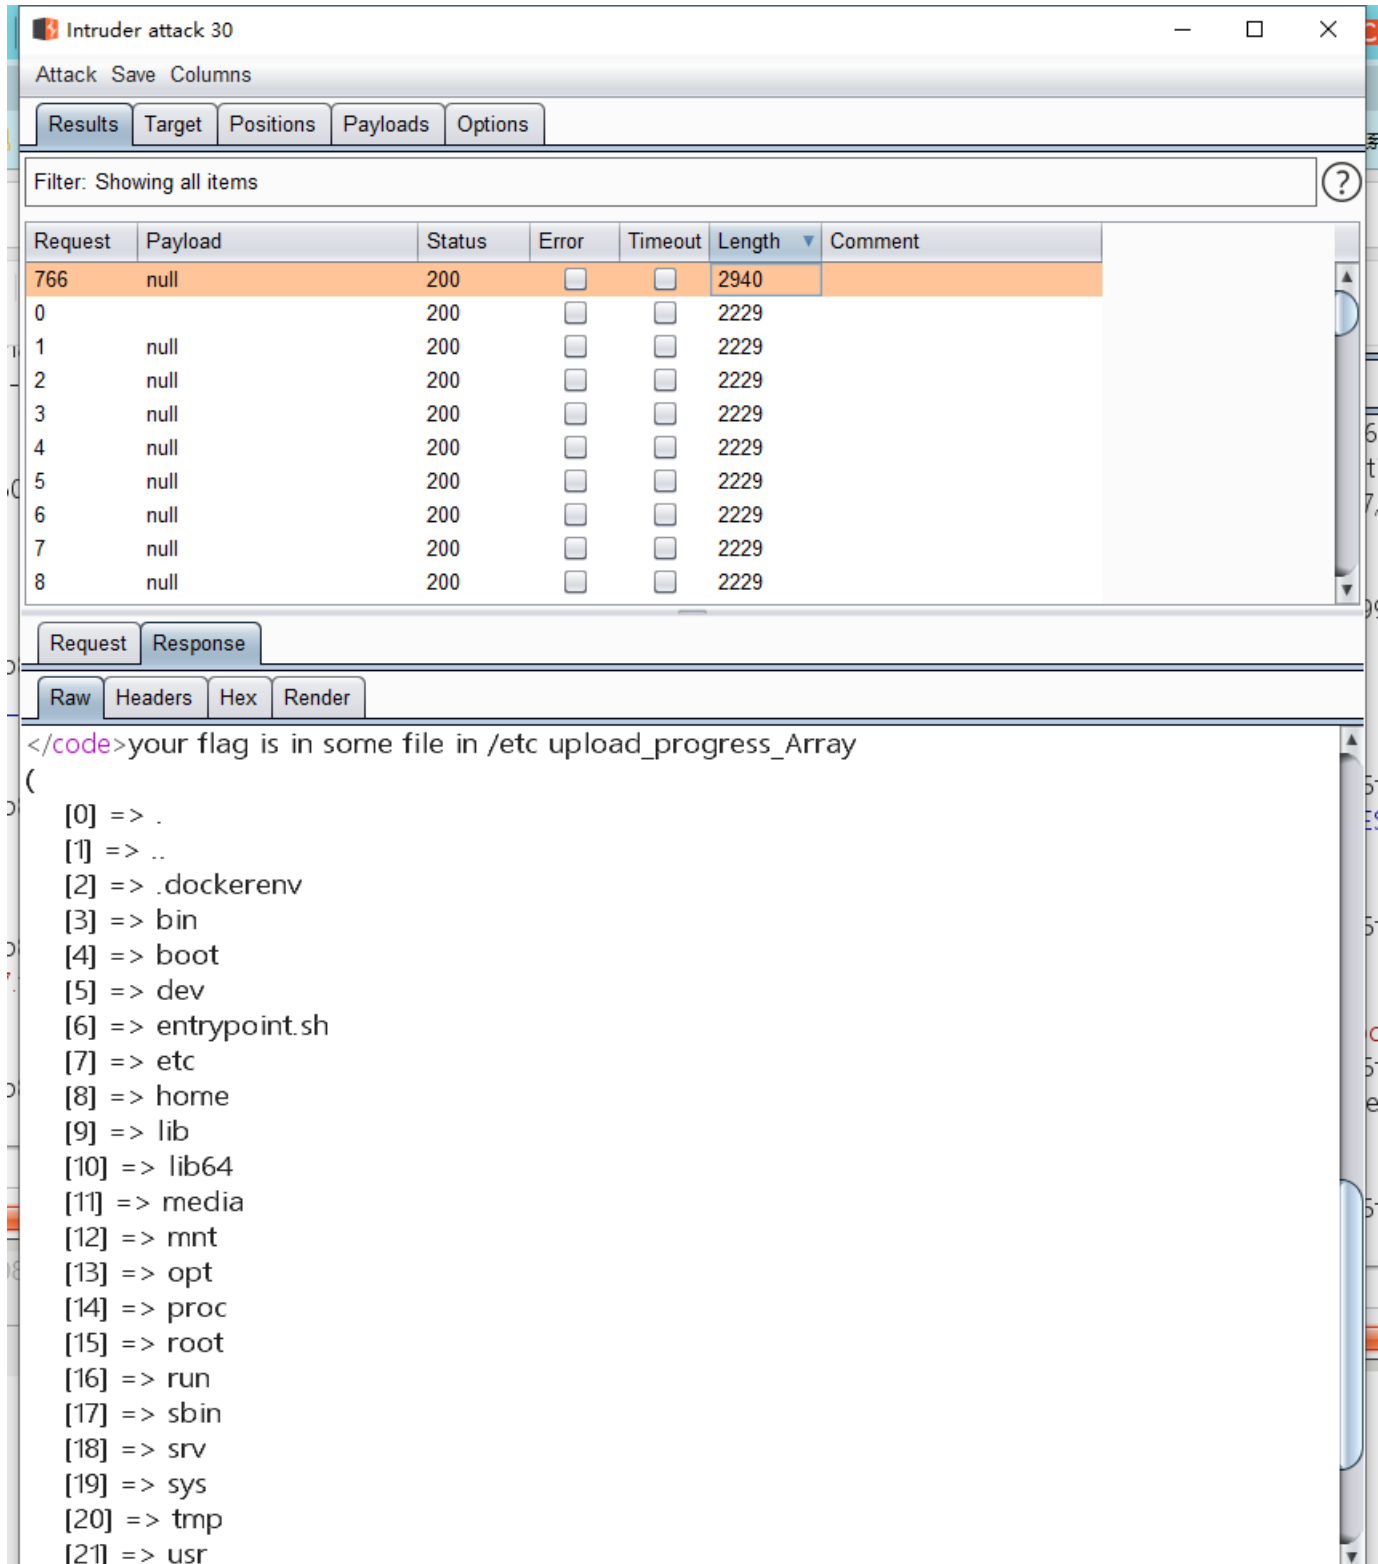 Intruder attack 30
Attack Save Columns
Results Target Positions Payloads Options
Filter: Showing all items
?
Request Payload Status Error Timeout Length Comment
766 null 200 2940
0 200 2229
1 null 200 2229
2 null 200 2229
3 null 200 2229
4 null 200 2229
5 null 200 2229
6 null 200 2229
7 null 200 2229
8 null 200 2229
Request Response
Raw Headers Hex Render
</code>your flag is in some file in /etc upload_progress_Array
(
[0] => .
[1] => ..
[2] => .dockerenv
[3] => bin
[4] => boot
[5] => dev
[6] => entrypoint.sh
[7] => etc
[8] => home
[9] => lib
[10] => lib64
[11] => media
[12] => mnt
[13] => opt
[14] => proc
[15] => root
[16] => run
[17] => sbin
[18] => srv
[19] => sys
[20] => tmp
[21] => usr